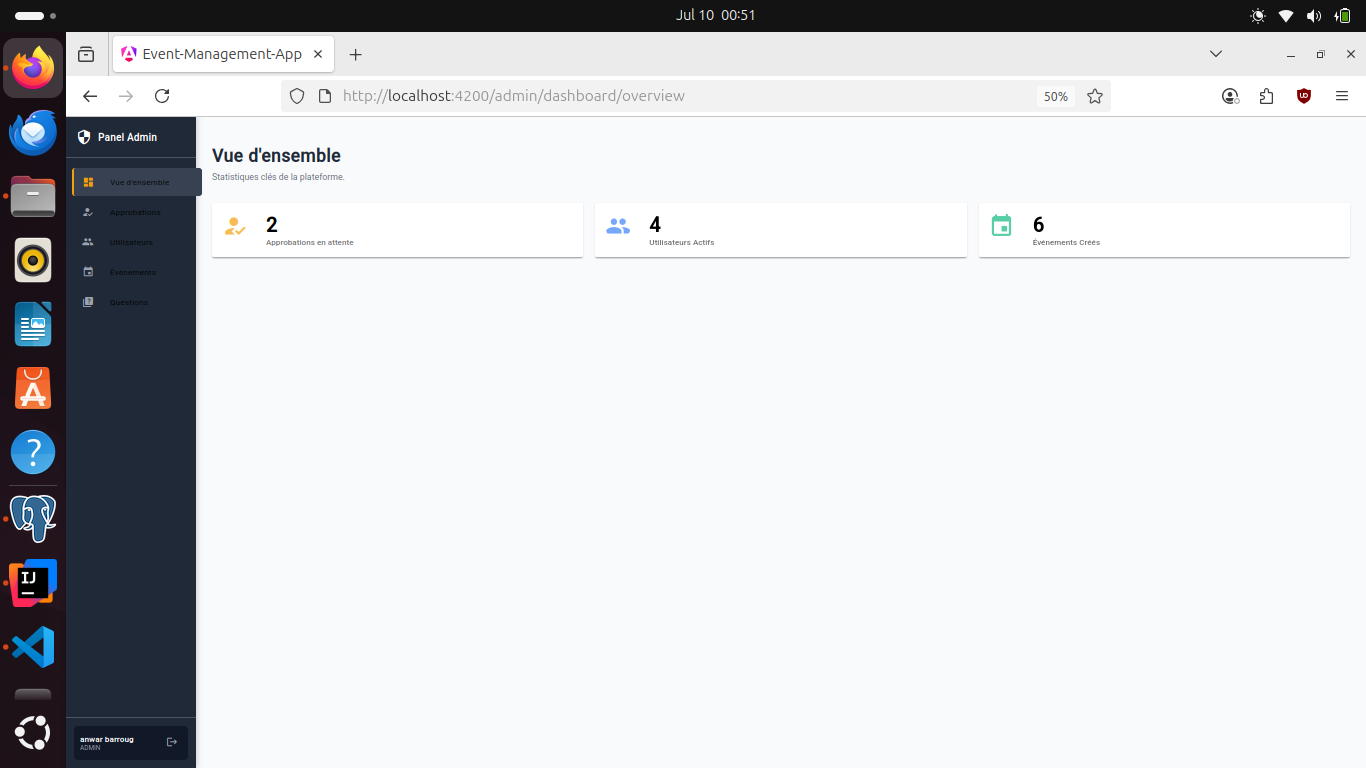 Jul 10 00:51
Event-Management-App
http://localhost:4200/admin/dashboard/overview
50%
Panel Admin
Vue d'ensemble
Approbations
Utilisateurs
Événements
Questions
anwar barroug
ADMIN
Vue d'ensemble
Statistiques clés de la plateforme.
2
Approbations en attente
4
Utilisateurs Actifs
6
Événements Créés